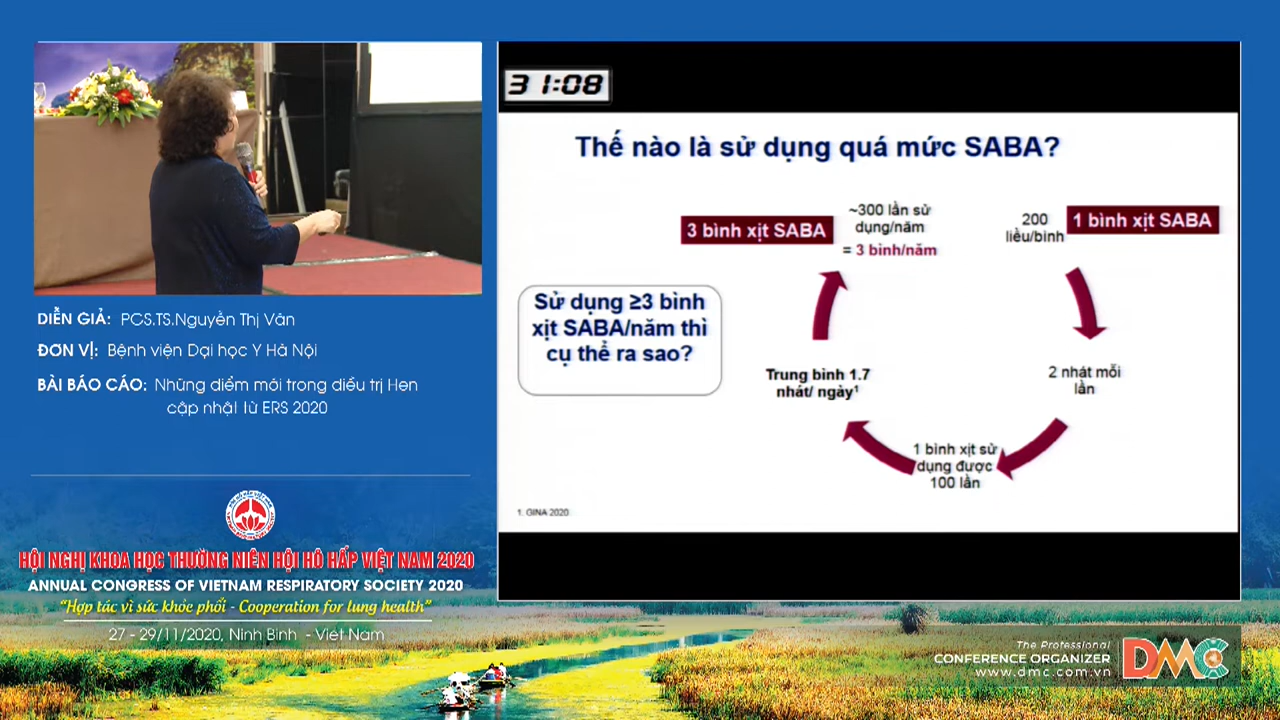 31:08
Thế nào là sử dụng quá mức SABA?
3 bình xịt SABA
~300 lần sử
dụng/năm
= 3 bình/năm
200
liều/bình
1 bình xịt SABA
Sử dụng ≥3 bình
xịt SABA/năm thì
cụ thể ra sao?
Trung bình 1.7
nhát/ ngày¹
2 nhát mỗi
lần
1 bình xịt sử
dụng được
100 lần
1. GINA 2020
DIỄN GIẢ: PCS.TS.Nguyễn Thị Vân
ĐƠN VỊ: Bệnh viện Dại học Y Hà Nội
BÀI BÁO CÁO: Những diểm mới trong diều trị Hen
cập nhật từ ERS 2020
HỘI NGHỊ KHOA HỌC THƯỜNG NIÊN HỘI HÔ HẤP VIỆT NAM 2020
ANNUAL CONGRESS OF VIETNAM RESPIRATORY SOCIETY 2020
“Hợp tác vì sức khỏe phổi - Cooperation for lung health”
27 - 29/11/2020, Ninh Bình - Việt Nam
The Professional
CONFERENCE ORGANIZER
www.dmc.com.vn
DMC